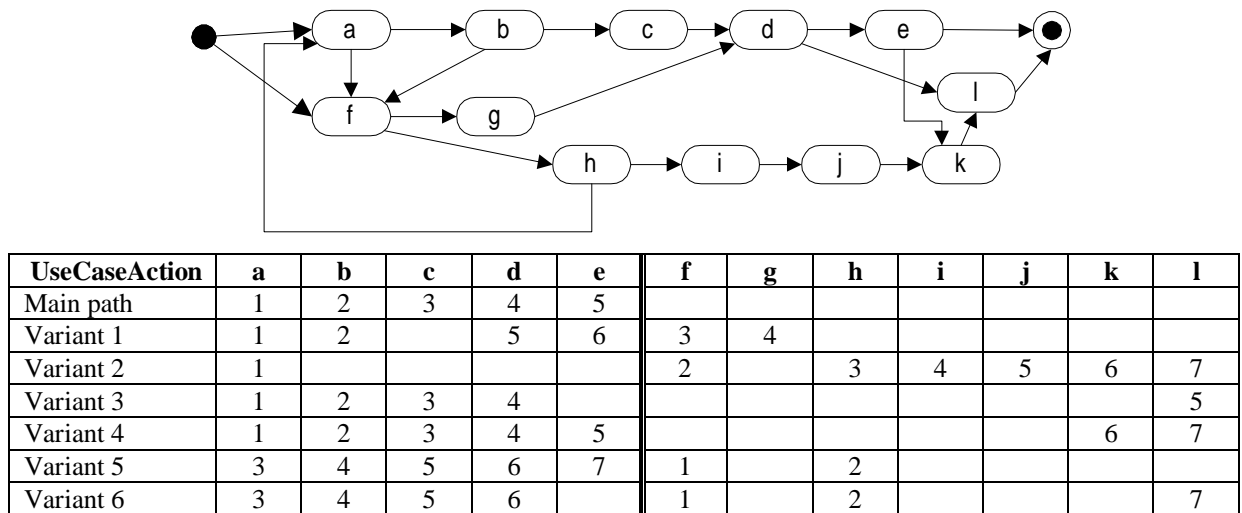 a b c d e
l
f g
h i j k
UseCaseAction a b c d e f g h i j k l
Main path 1 2 3 4 5
Variant 1 1 2 5 6 3 4
Variant 2 1 2 3 4 5 6 7
Variant 3 1 2 3 4 5
Variant 4 1 2 3 4 5 6 7
Variant 5 3 4 5 6 7 1 2
Variant 6 3 4 5 6 1 2 7